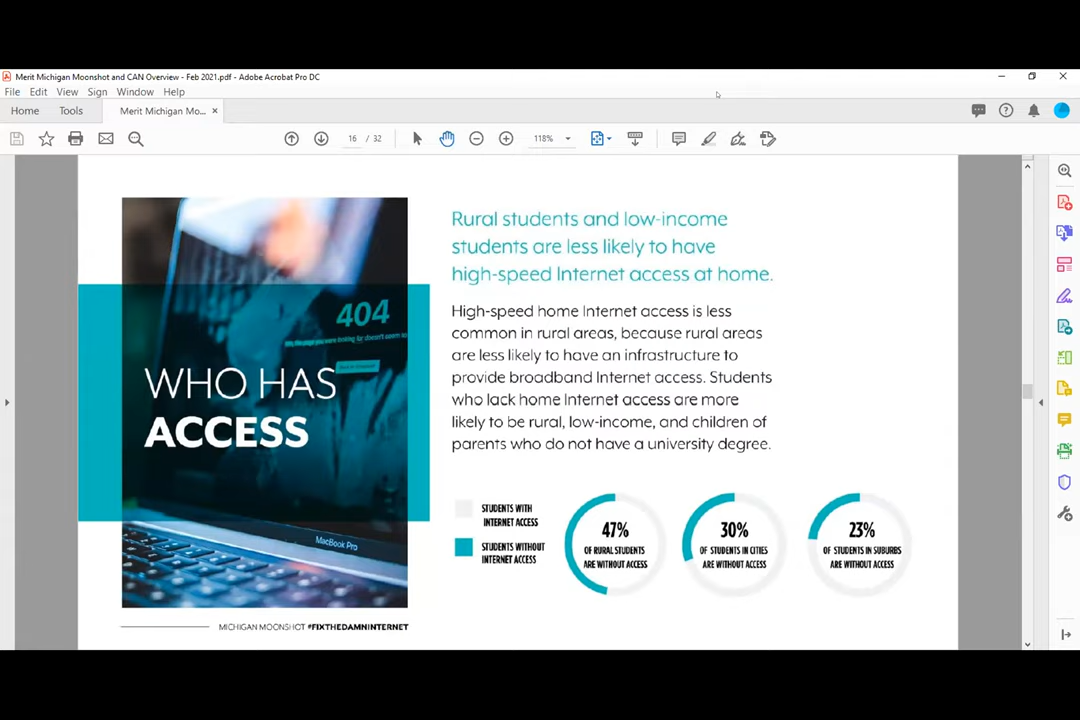 Merit Michigan Moonshot and CAN Overview - Feb 2021.pdf - Adobe Acrobat Pro DC
File Edit View Sign Window Help
Home Tools Merit Michigan Mo... ×
16 / 32 118%
404
WHO HAS
ACCESS
MacBook Pro
MICHIGAN MOONSHOT #FIXTHEDAMNINTERNET
Rural students and low-income
students are less likely to have
high-speed Internet access at home.
High-speed home Internet access is less
common in rural areas, because rural areas
are less likely to have an infrastructure to
provide broadband Internet access. Students
who lack home Internet access are more
likely to be rural, low-income, and children of
parents who do not have a university degree.
STUDENTS WITH
INTERNET ACCESS
STUDENTS WITHOUT
INTERNET ACCESS
47%
OF RURAL STUDENTS
ARE WITHOUT ACCESS
30%
OF STUDENTS IN CITIES
ARE WITHOUT ACCESS
23%
OF STUDENTS IN SUBURBS
ARE WITHOUT ACCESS